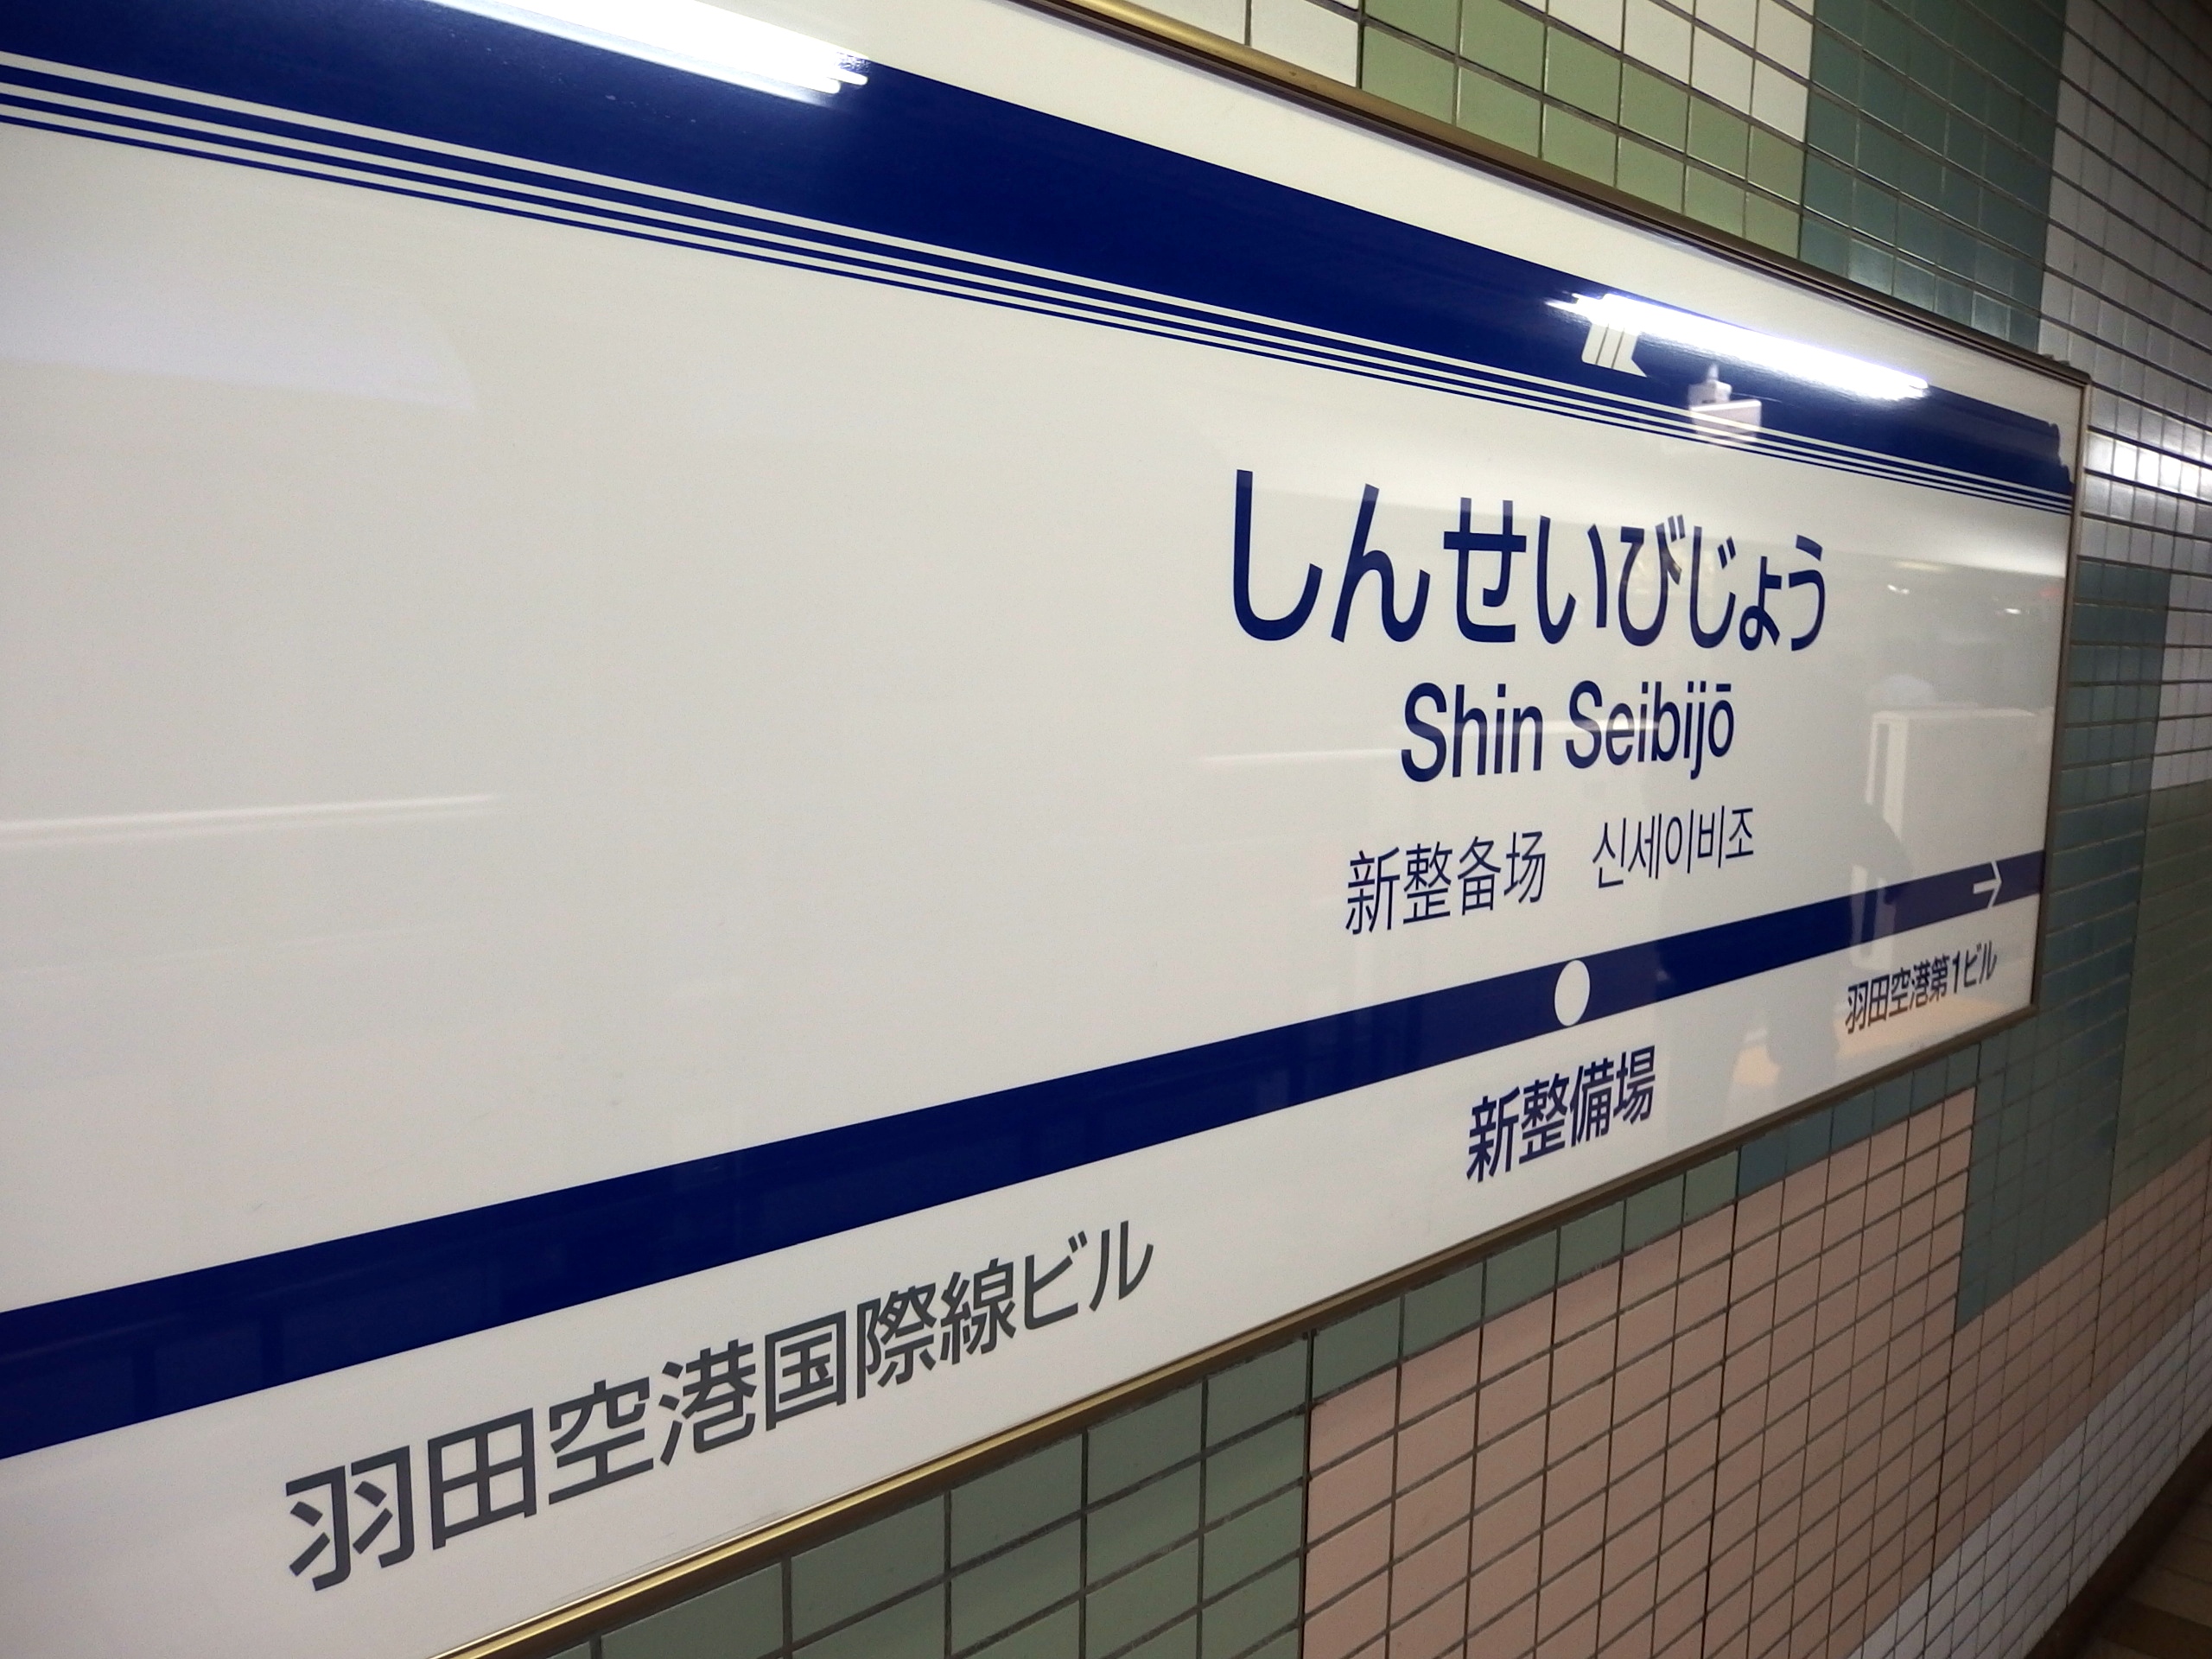 しんせいびじょう
Shin Seibijō
新整备场 신세이비조
羽田空港国際線ビル 新整備場 羽田空港第1ビル